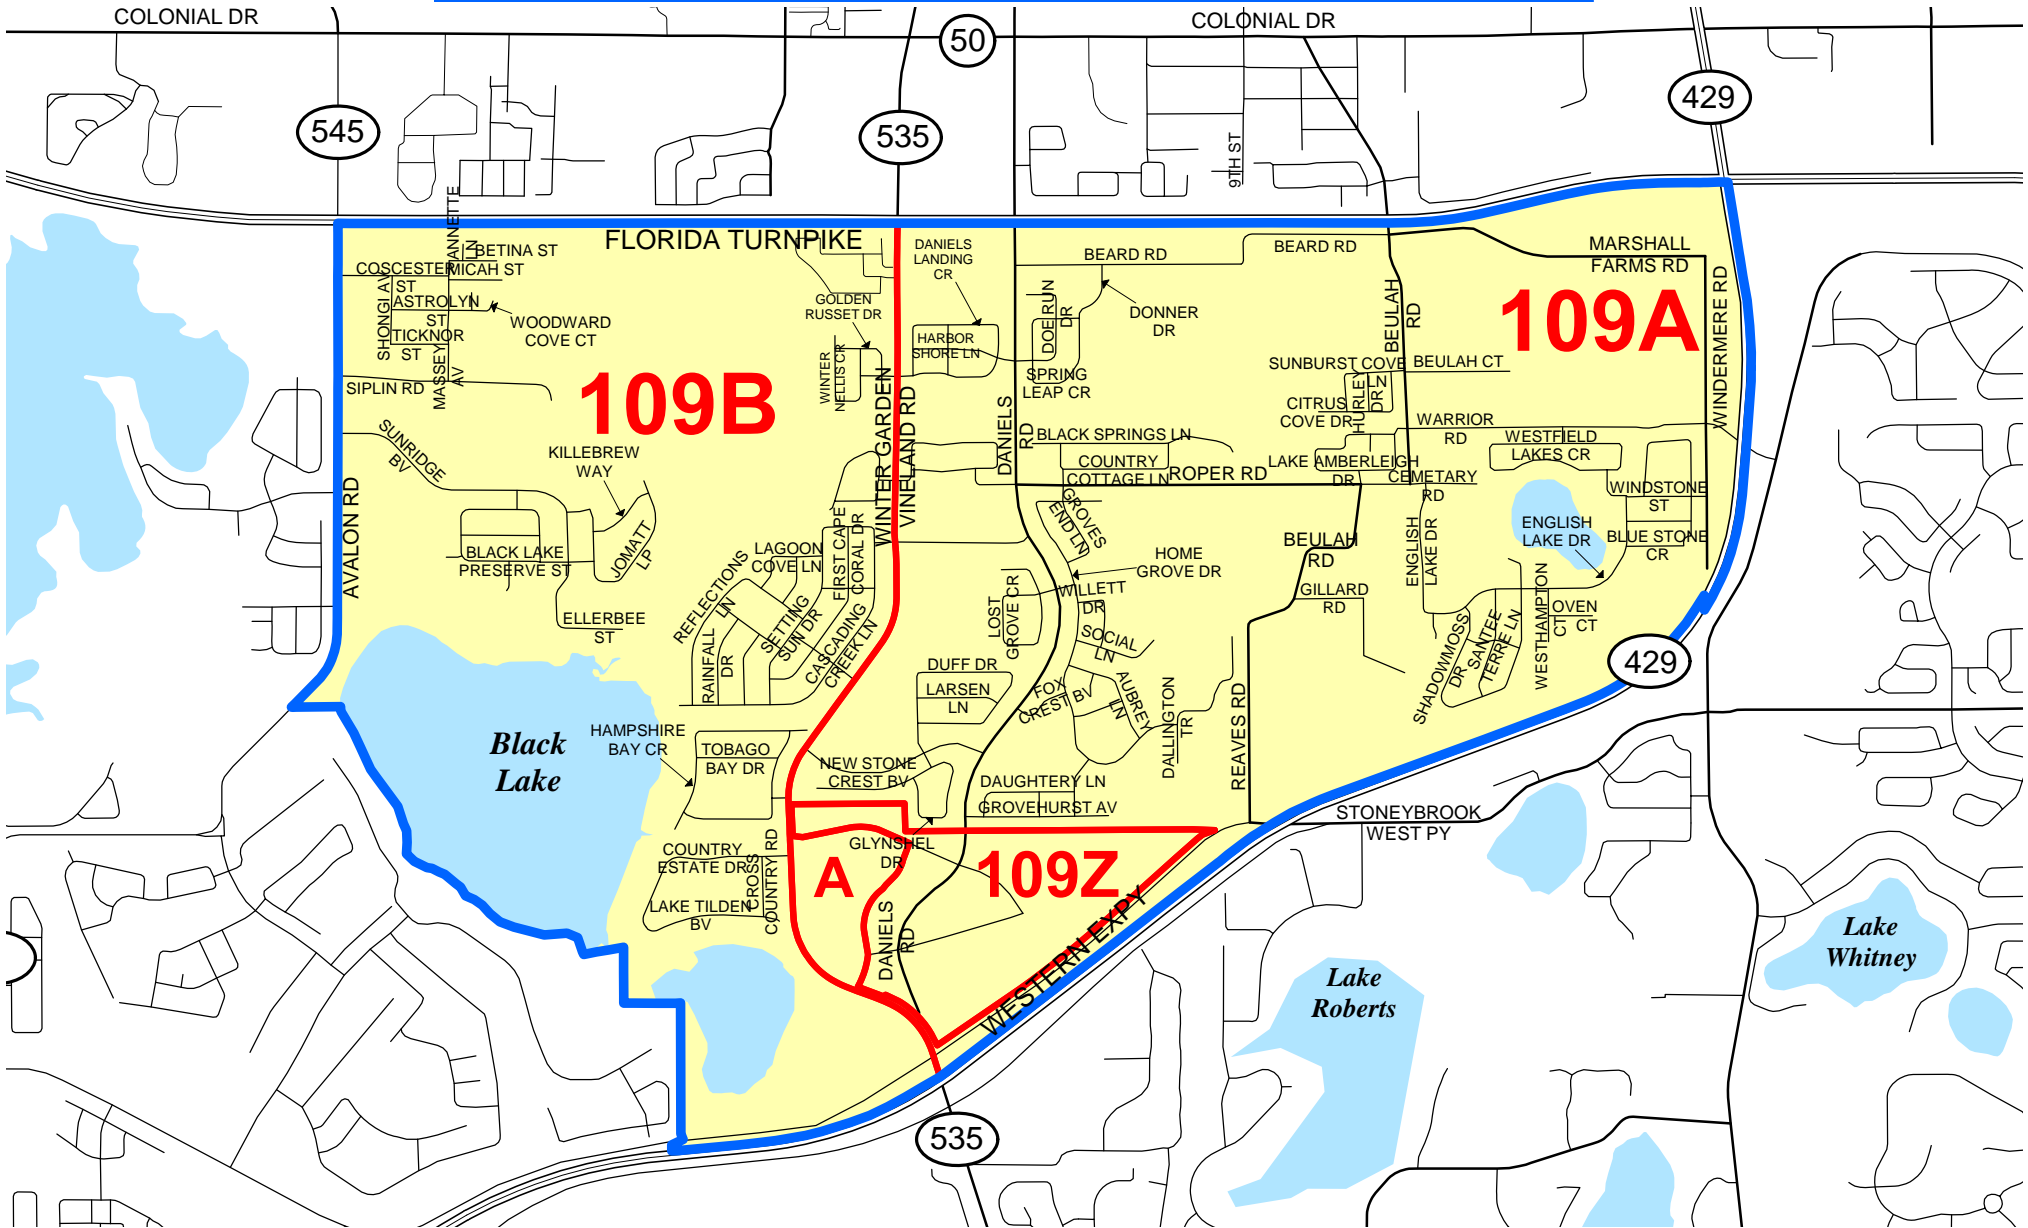 COLONIAL DR
50
COLONIAL DR
429
545
535
9TH ST
FLORIDA TURNPIKE
ANNETTE
LN
BETINA ST
COSCESTER
ST
MICAH ST
SHONGI AV
ASTROLYN
ST
WOODWARD
COVE CT
TICKNOR
ST
MASSEY
AV
SIPLIN RD
109B
GOLDEN
RUSSET DR
WINTER
NELLIS CR
DANIELS
LANDING
CR
HARBOR
SHORE LN
BEARD RD
BEARD RD
MARSHALL
FARMS RD
DOE RUN
DR
DONNER
DR
SPRING
LEAP CR
BEULAH
RD
109A
WINDERMERE RD
SUNBURST COVE
LN
BEULAH CT
HURLEY
DR
CITRUS
COVE DR
WARRIOR
RD
WESTFIELD
LAKES CR
SUNRIDGE
BV
KILLEBREW
WAY
WINTER GARDEN
VINELAND RD
DANIELS
RD
BLACK SPRINGS LN
COUNTRY
COTTAGE LN
ROPER RD
LAKE AMBERLEIGH
DR
CEMETARY
RD
WINDSTONE
ST
AVALON RD
BLACK LAKE
PRESERVE ST
JOMATT
LP
ELLERBEE
ST
LAGOON
COVE LN
FIRST CAPE
CORAL DR
REFLECTIONS
LN
SETTING
SUN DR
RAINFALL
DR
CASCADING
CREEK LN
GROVES
END LN
HOME
GROVE DR
BEULAH
RD
ENGLISH
LAKE DR
ENGLISH
LAKE DR
BLUE STONE
CR
LOST
GROVE CR
WILLETT
DR
SOCIAL
LN
GILLARD
RD
WESTHAMPTON
CT
OVEN
CT
SHADOWMOSS
DR
SANTEE
TERRE LN
429
DUFF DR
LARSEN
LN
FOX
CREST BV
AUBREY
LN
DALLINGTON
TR
REAVES RD
Black
Lake
HAMPSHIRE
BAY CR
TOBAGO
BAY DR
NEW STONE
CREST BV
DAUGHTERY LN
GROVEHURST AV
STONEYBROOK
WEST PY
COUNTRY
ESTATE DR
CROSS
COUNTRY RD
LAKE TILDEN
BV
A
GLYNSHEL
DR
109Z
DANIELS
RD
WESTERN EXPY
Lake
Whitney
Lake
Roberts
535